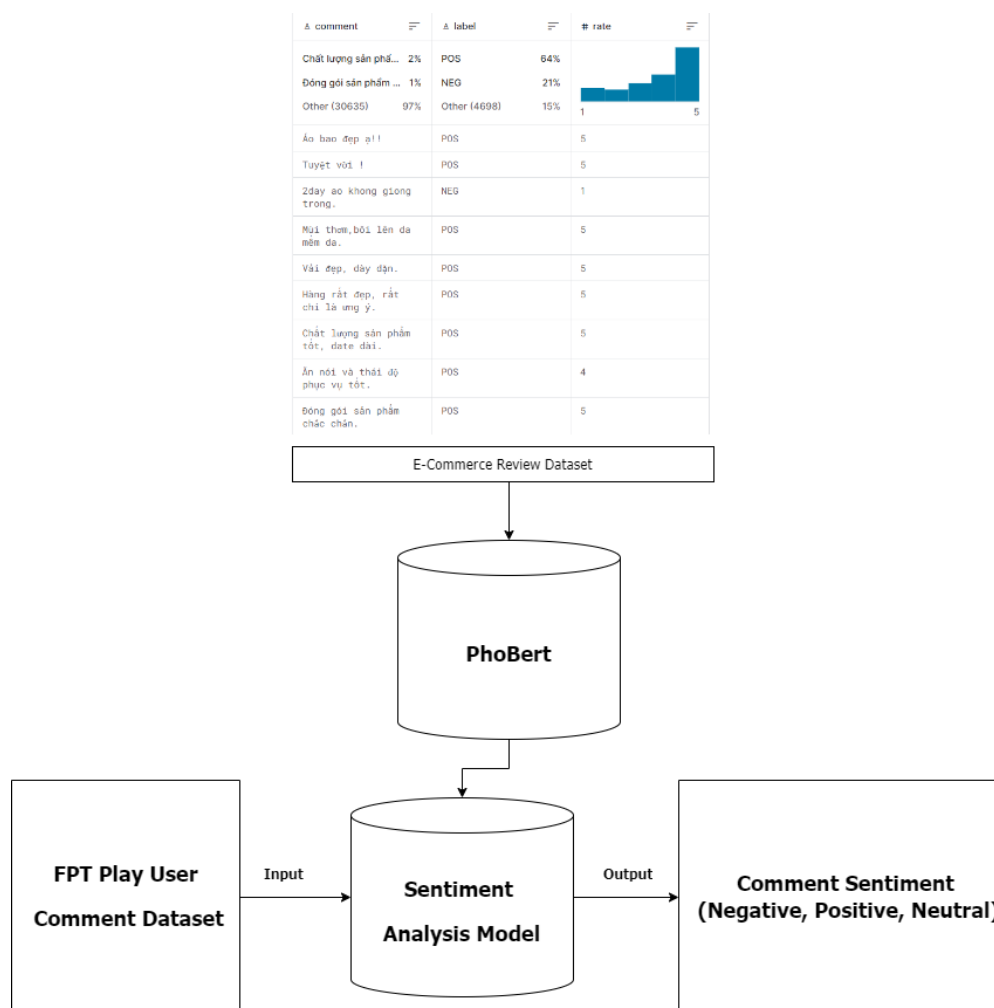 comment label # rate
Chất lượng sản phẩ... 2% POS 64%
Đóng gói sản phẩm ... 1% NEG 21%
Other (30635) 97% Other (4698) 15%
1 5
Áo bao đẹp ạ!! POS 5
Tuyệt vời ! POS 5
2day ao khong giong NEG 1
trong.
Mùi thơm,bôi lên da POS 5
mềm da.
Vải đẹp, dày dặn. POS 5
Hàng rất đẹp, rất POS 5
chi là ưng ý.
Chất lượng sản phẩm POS 5
tốt, date dài.
Ăn nói và thái độ POS 4
phục vụ tốt.
Đóng gói sản phẩm POS 5
chắc chắn.
E-Commerce Review Dataset
PhoBert
FPT Play User
Comment Dataset
Input
Sentiment
Analysis Model
Output
Comment Sentiment
(Negative, Positive, Neutral)